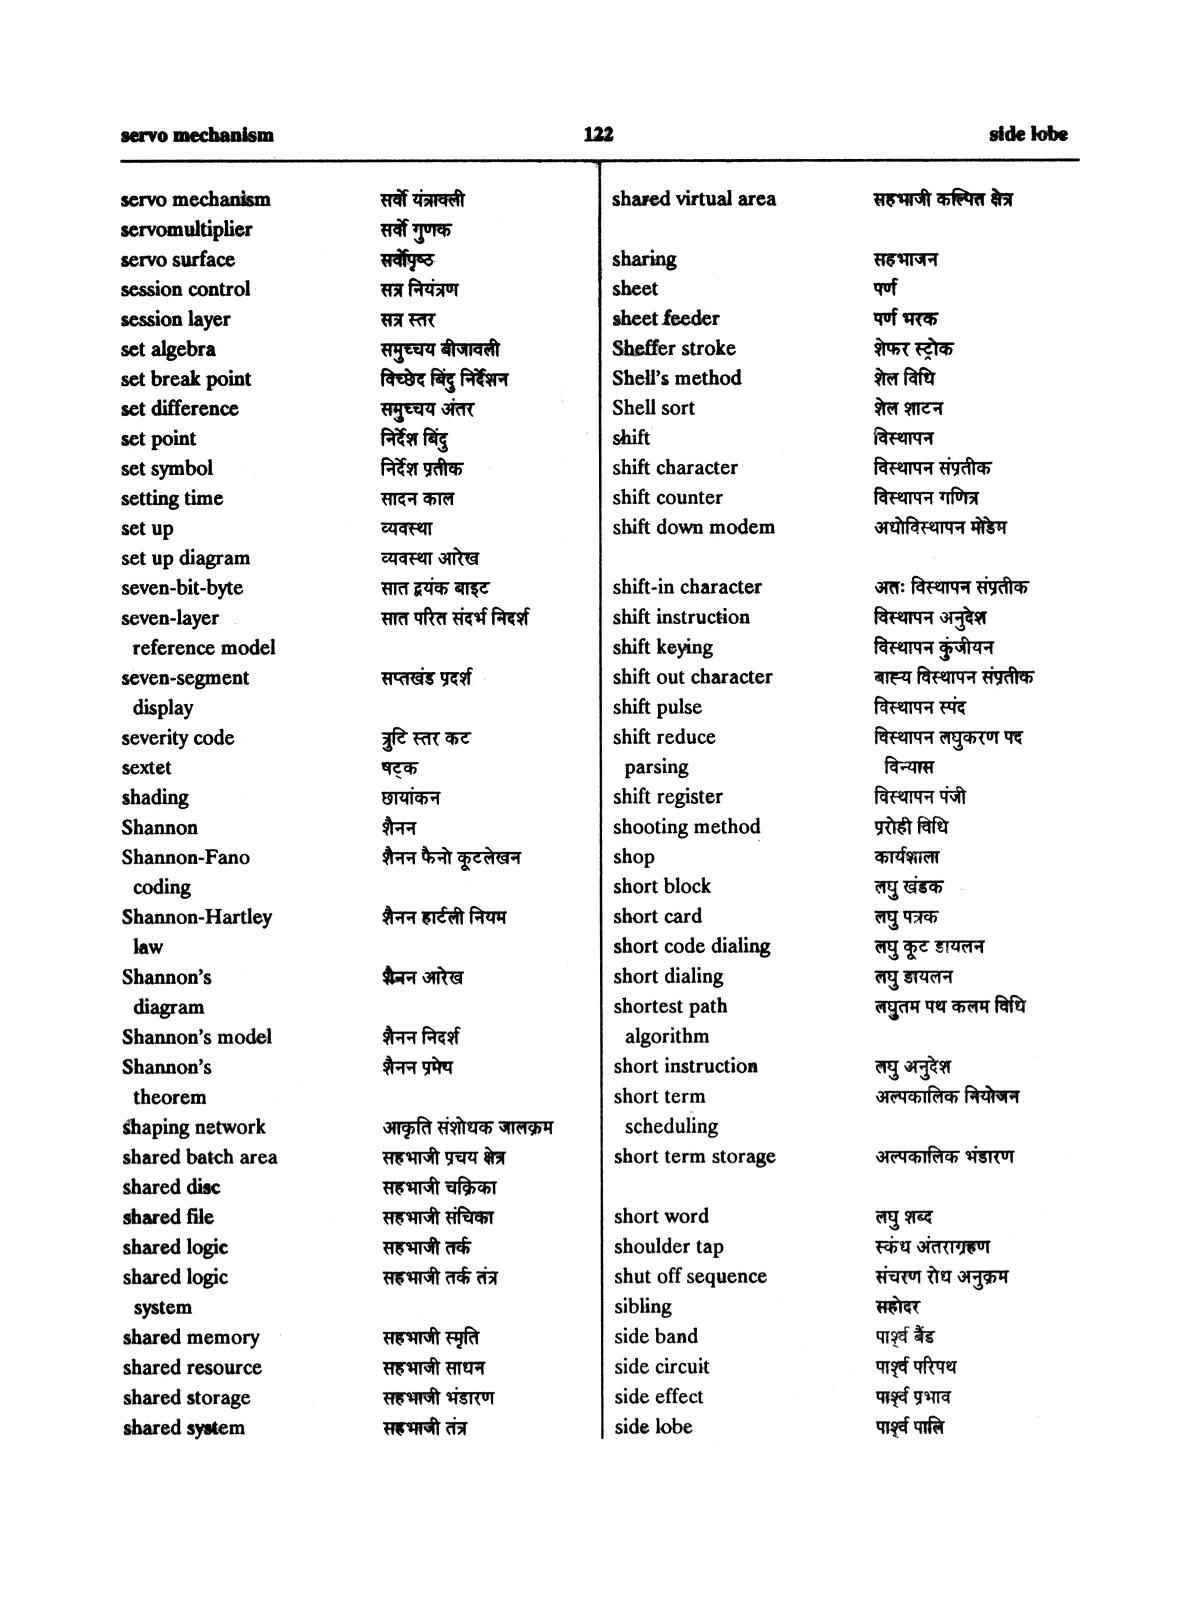 servo mechanism 122 side lobe
servo mechanism सर्वो यंत्रावली
servomultiplier सर्वो गुणक
servo surface सर्वोपृष्ठ
session control सत्र नियंत्रण
session layer सत्र स्तर
set algebra समुच्चय बीजावली
set break point विच्छेद बिंदु निर्देशन
set difference समुच्चय अंतर
set point निर्देश बिंदु
set symbol निर्देश प्रतीक
setting time सादन काल
set up व्यवस्था
set up diagram व्यवस्था आरेख
seven-bit-byte सात द्वयंक बाइट
seven-layer सात परित संदर्भ निदर्श
reference model
seven-segment सप्तखंड प्रदर्श
display
severity code त्रुटि स्तर कट
sextet षट्क
shading छायांकन
Shannon शैनन
Shannon-Fano शैनन फैनो कूटलेखन
coding
Shannon-Hartley शैनन हार्टली नियम
law
Shannon's शैनन आरेख
diagram
Shannon's model शैनन निदर्श
Shannon's शैनन प्रमेय
theorem
shaping network आकृति संशोधक जालक्रम
shared batch area सहभाजी प्रचय क्षेत्र
shared disc सहभाजी चक्रिका
shared file सहभाजी संचिका
shared logic सहभाजी तर्क
shared logic सहभाजी तर्क तंत्र
system
shared memory सहभाजी स्मृति
shared resource सहभाजी साधन
shared storage सहभाजी भंडारण
shared system सहभाजी तंत्र
shared virtual area सहभाजी कल्पित क्षेत्र
sharing सहभाजन
sheet पर्ण
sheet feeder पर्ण भरक
Sheffer stroke शेफर स्ट्रोक
Shell's method शेल विधि
Shell sort शेल शाटन
shift विस्थापन
shift character विस्थापन संप्रतीक
shift counter विस्थापन गणित्र
shift down modem अधोविस्थापन मोडेम
shift-in character अतः विस्थापन संप्रतीक
shift instruction विस्थापन अनुदेश
shift keying विस्थापन कुंजीयन
shift out character बाह्य विस्थापन संप्रतीक
shift pulse विस्थापन स्पंद
shift reduce विस्थापन लघुकरण पद
parsing विन्यास
shift register विस्थापन पंजी
shooting method प्ररोही विधि
shop कार्यशाला
short block लघु खंडक
short card लघु पत्रक
short code dialing लघु कूट डायलन
short dialing लघु डायलन
shortest path लघुतम पथ कलम विधि
algorithm
short instruction लघु अनुदेश
short term अल्पकालिक नियोजन
scheduling
short term storage अल्पकालिक भंडारण
short word लघु शब्द
shoulder tap स्कंध अंतराग्रहण
shut off sequence संचरण रोध अनुक्रम
sibling सहोदर
side band पार्श्व बैंड
side circuit पार्श्व परिपथ
side effect पार्श्व प्रभाव
side lobe पार्श्व पालि